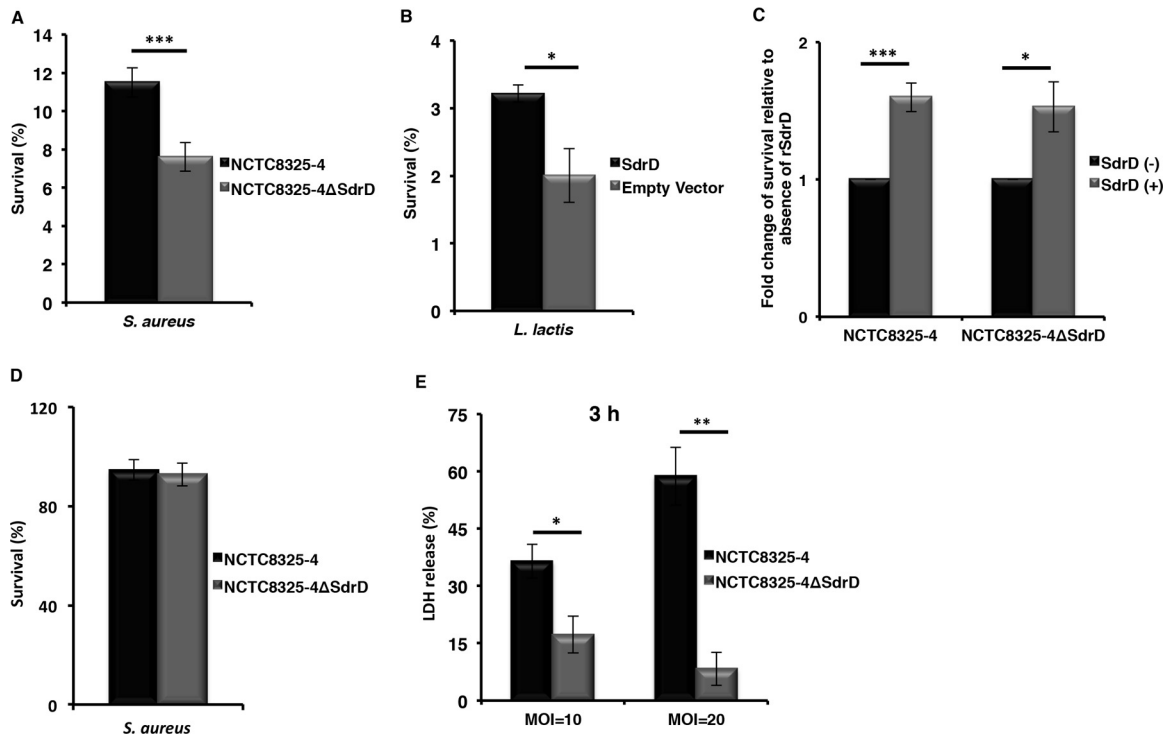 A
14
12
10
8
6
4
2
0
Survival (%)
***
NCTC8325-4
NCTC8325-4ΔSdrD
S. aureus
B
4
3
2
1
0
Survival (%)
*
SdrD
Empty Vector
L. lactis
C
2
1
0
Fold change of survival relative to
absence of rSdrD
***
*
SdrD (-)
SdrD (+)
NCTC8325-4
NCTC8325-4ΔSdrD
D
120
80
40
0
Survival (%)
NCTC8325-4
NCTC8325-4ΔSdrD
S. aureus
E
3 h
75
60
45
30
15
0
LDH release (%)
*
**
NCTC8325-4
NCTC8325-4ΔSdrD
MOI=10
MOI=20